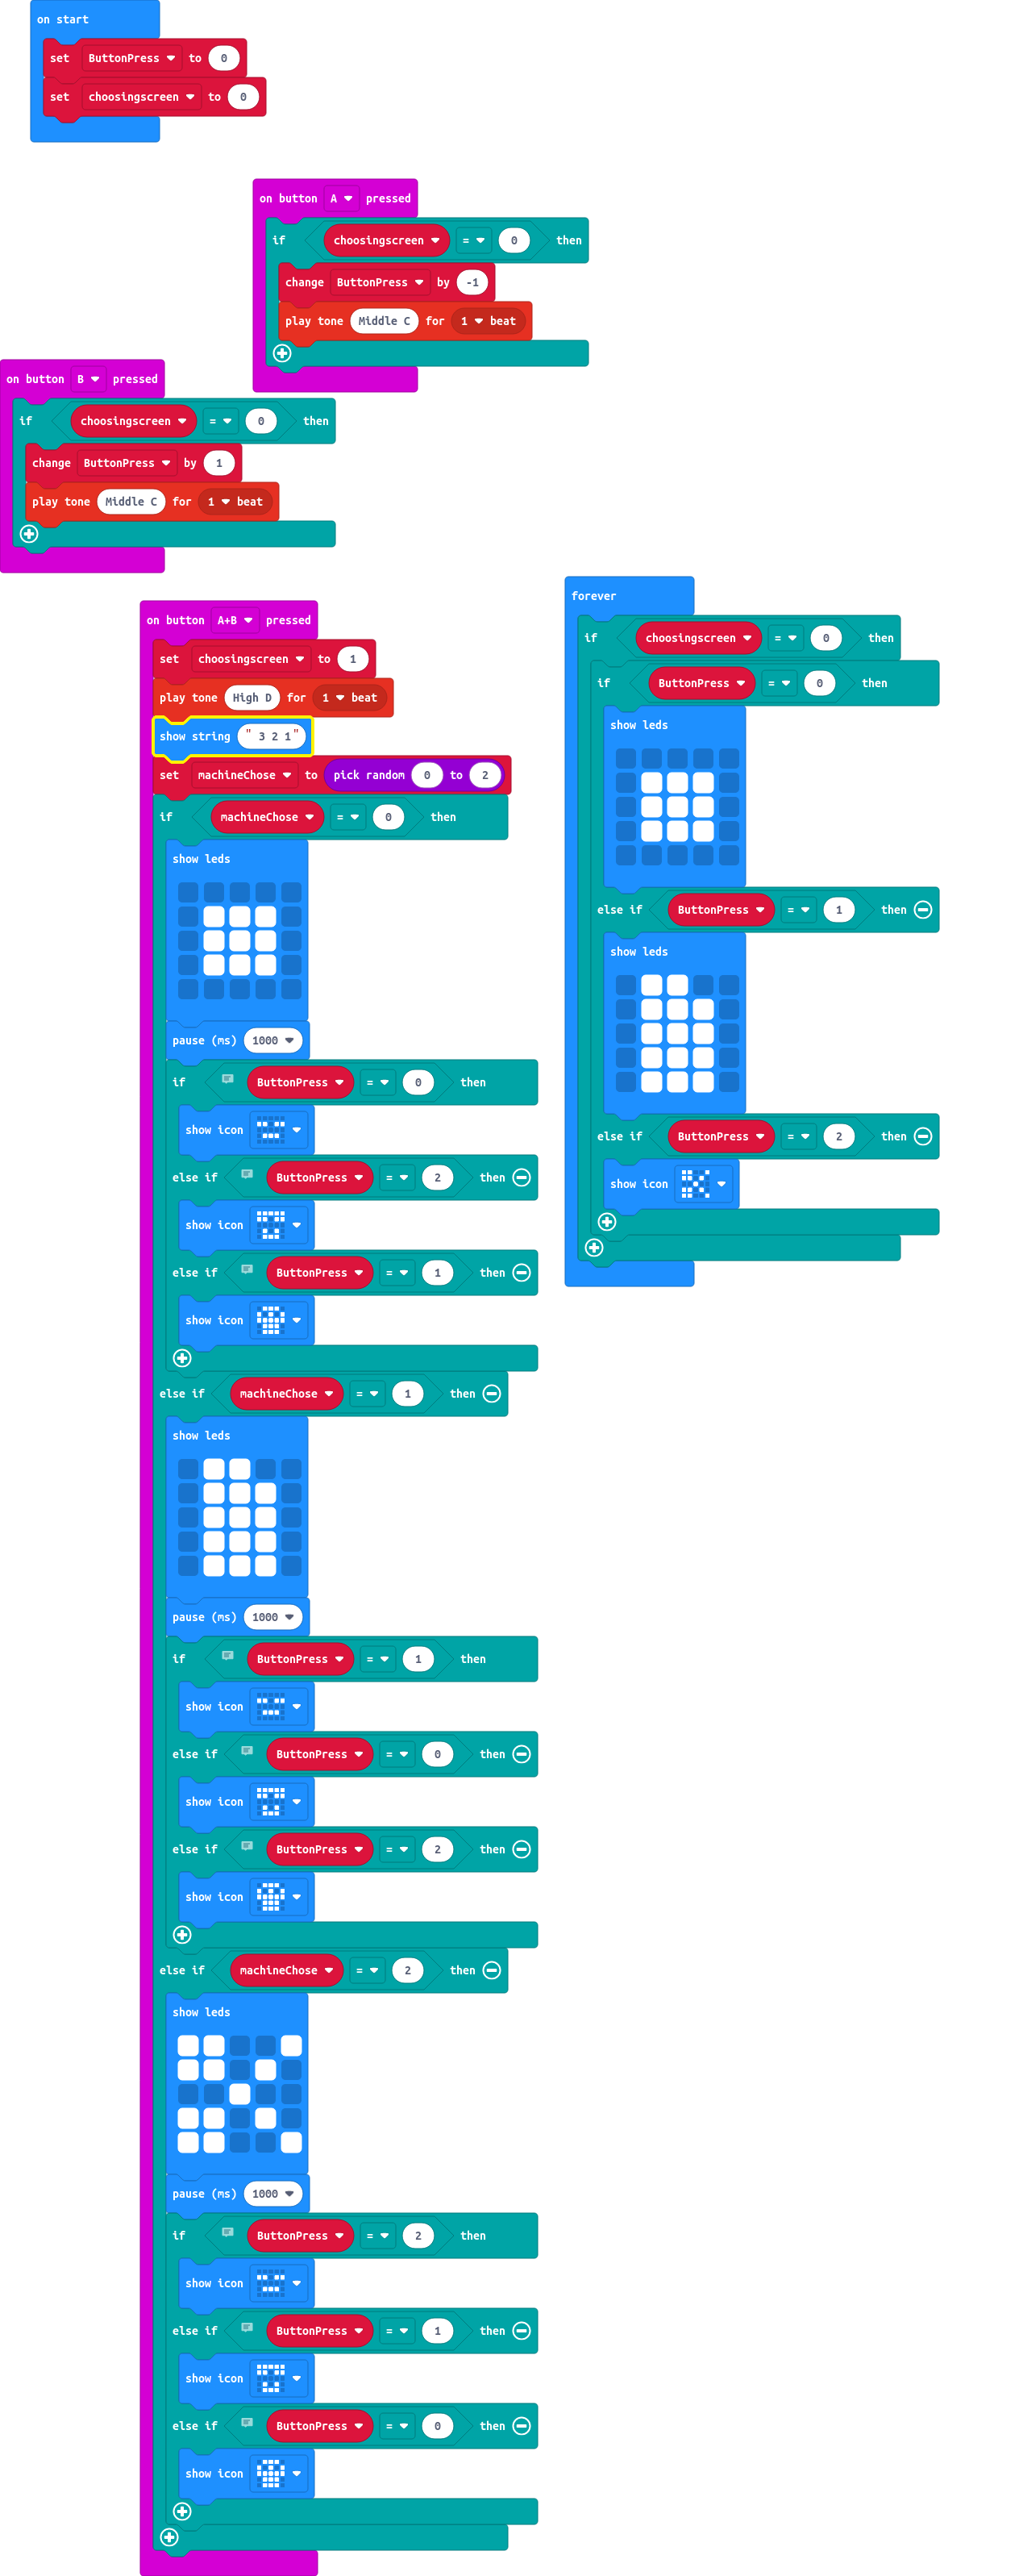 on start
set ButtonPress to 0
set choosingscreen to 0
on button A pressed
if choosingscreen = 0 then
change ButtonPress by -1
play tone Middle C for 1 beat
on button B pressed
if choosingscreen = 0 then
change ButtonPress by 1
play tone Middle C for 1 beat
on button A+B pressed
set choosingscreen to 1
play tone High D for 1 beat
show string " 3 2 1"
set machineChose to pick random 0 to 2
if machineChose = 0 then
show leds
pause (ms) 1000
if ButtonPress = 0 then
show icon
else if ButtonPress = 2 then
show icon
else if ButtonPress = 1 then
show icon
else if machineChose = 1 then
show leds
pause (ms) 1000
if ButtonPress = 1 then
show icon
else if ButtonPress = 0 then
show icon
else if ButtonPress = 2 then
show icon
else if machineChose = 2 then
show leds
pause (ms) 1000
if ButtonPress = 2 then
show icon
else if ButtonPress = 1 then
show icon
else if ButtonPress = 0 then
show icon
forever
if choosingscreen = 0 then
if ButtonPress = 0 then
show leds
else if ButtonPress = 1 then
show leds
else if ButtonPress = 2 then
show icon